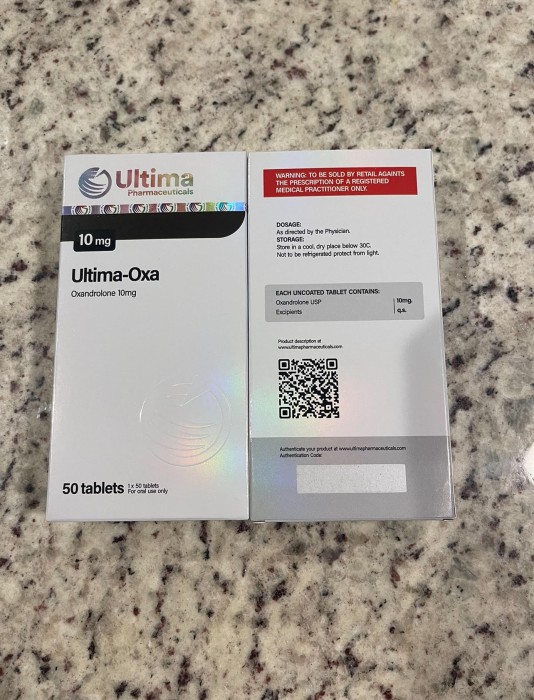 Ultima
Pharmaceuticals
10 mg
Ultima-Oxa
Oxandrolone 10mg
50 tablets
1 x 50 tablets
For oral use only
WARNING: TO BE SOLD BY RETAIL AGAINTS
THE PRESCRIPTION OF A REGISTERED
MEDICAL PRACTITIONER ONLY.
DOSAGE:
As directed by the Physician.
STORAGE:
Store in a cool, dry place below 30C.
Not to be refrigerated protect from light.
EACH UNCOATED TABLET CONTAINS:
Oxandrolone USP 10mg.
Excipients q.s.
Product description at
www.ultimapharmaceuticals.com
Authenticate your product at www.ultimapharmaceuticals.com
Authentication Code: